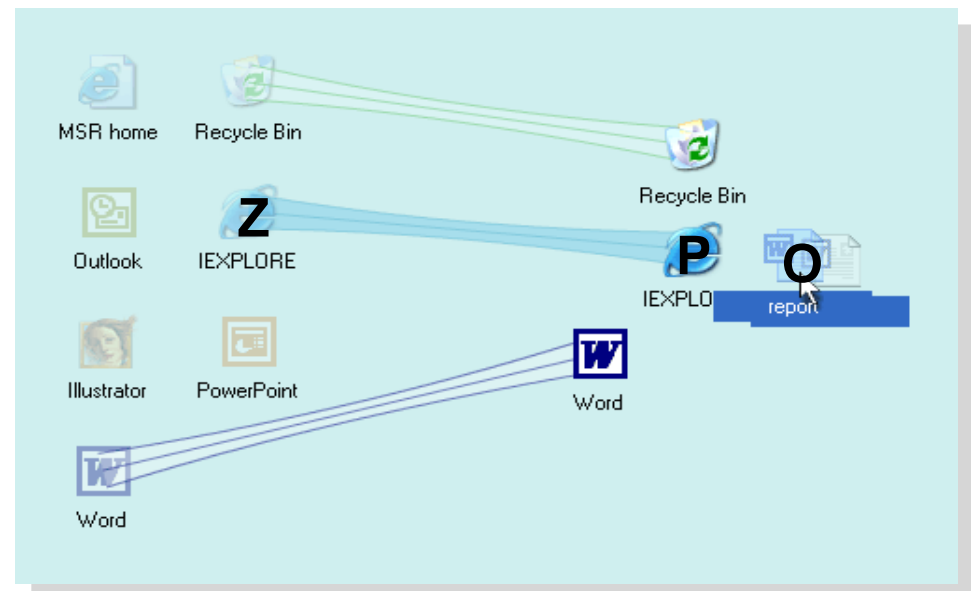 MSR home
Recycle Bin
Recycle Bin
Z
P
O
Outlook
IEXPLORE
IEXPLO
report
Illustrator
PowerPoint
W
Word
W
Word